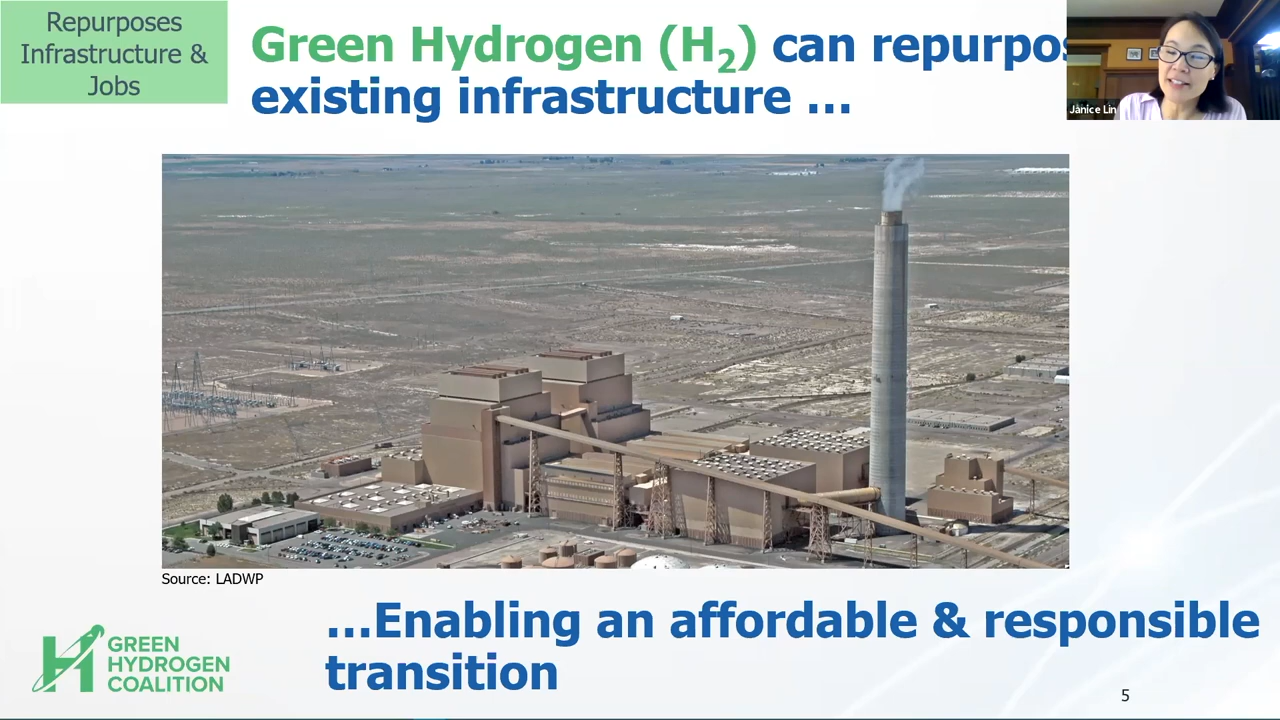 Repurposes
Infrastructure &
Jobs
Green Hydrogen (H₂) can repurpos
existing infrastructure ...
Janice Lin
Source: LADWP
...Enabling an affordable & responsible
transition
GREEN
HYDROGEN
COALITION
5